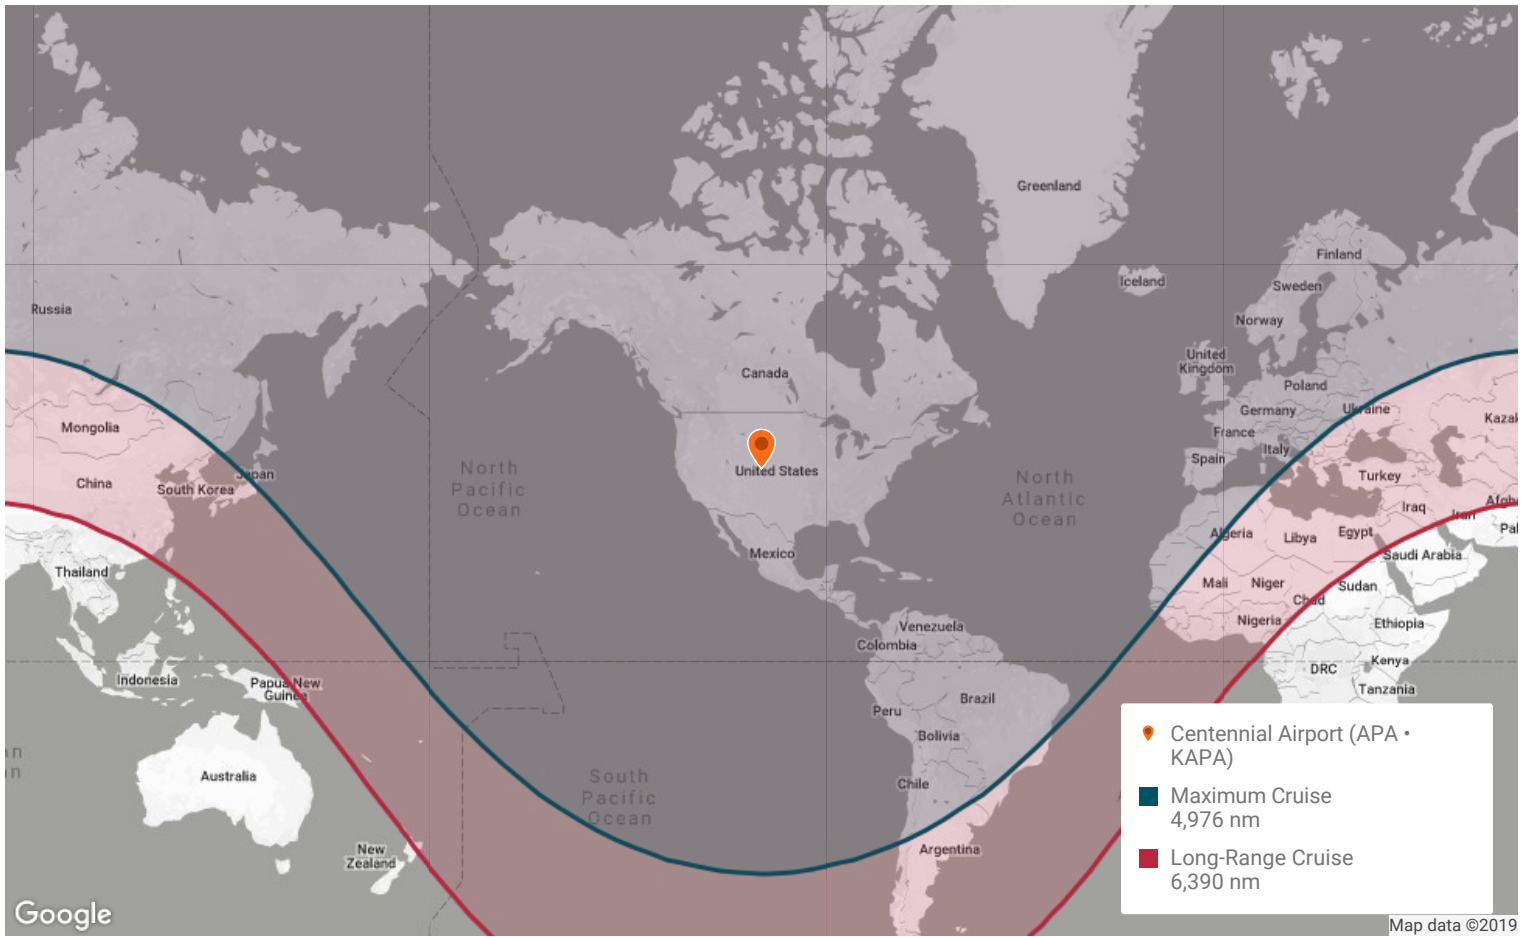 Greenland
Finland
Iceland
Sweden
Russia
Norway
United
Kingdom
Canada
Poland
Ukraine
Germany
Mongolia
Kazak
France
Italy
Spain
United States
Japan
China
South Korea
Turkey
North
Pacific
Ocean
North
Atlantic
Ocean
Afgh
Iraq
Iran
Algeria
Libya
Egypt
Pak
Mexico
Saudi Arabia
Thailand
Mali
Niger
Sudan
Chad
Nigeria
Ethiopia
Venezuela
Colombia
Kenya
DRC
Indonesia
Papua New
Guinea
Tanzania
Brazil
Peru
Bolivia
an
an
Australia
South
Pacific
Ocean
Chile
Argentina
New
Zealand
Centennial Airport (APA •
KAPA)
Maximum Cruise
4,976 nm
Long-Range Cruise
6,390 nm
Google
Map data ©2019